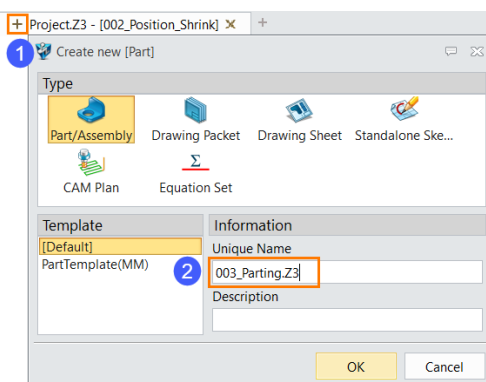 + Project.Z3 - [002_Position_Shrink] × +
1 Create new [Part]
Type
Part/Assembly Drawing Packet Drawing Sheet Standalone Ske...
Σ
CAM Plan Equation Set
Template Information
[Default] Unique Name
PartTemplate(MM) 2 003_Parting.Z3
Description
OK Cancel